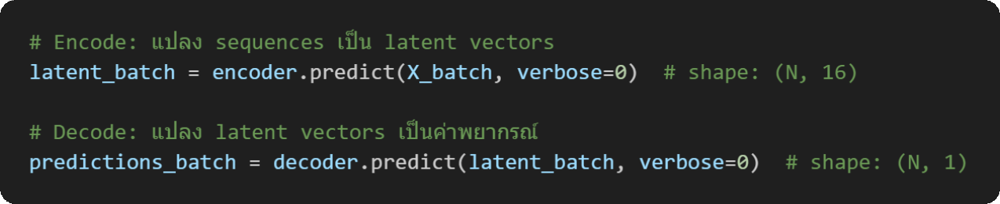 # Encode: แปลง sequences เป็น latent vectors
latent_batch = encoder.predict(X_batch, verbose=0)  # shape: (N, 16)
# Decode: แปลง latent vectors เป็นค่าพยากรณ์
predictions_batch = decoder.predict(latent_batch, verbose=0)  # shape: (N, 1)